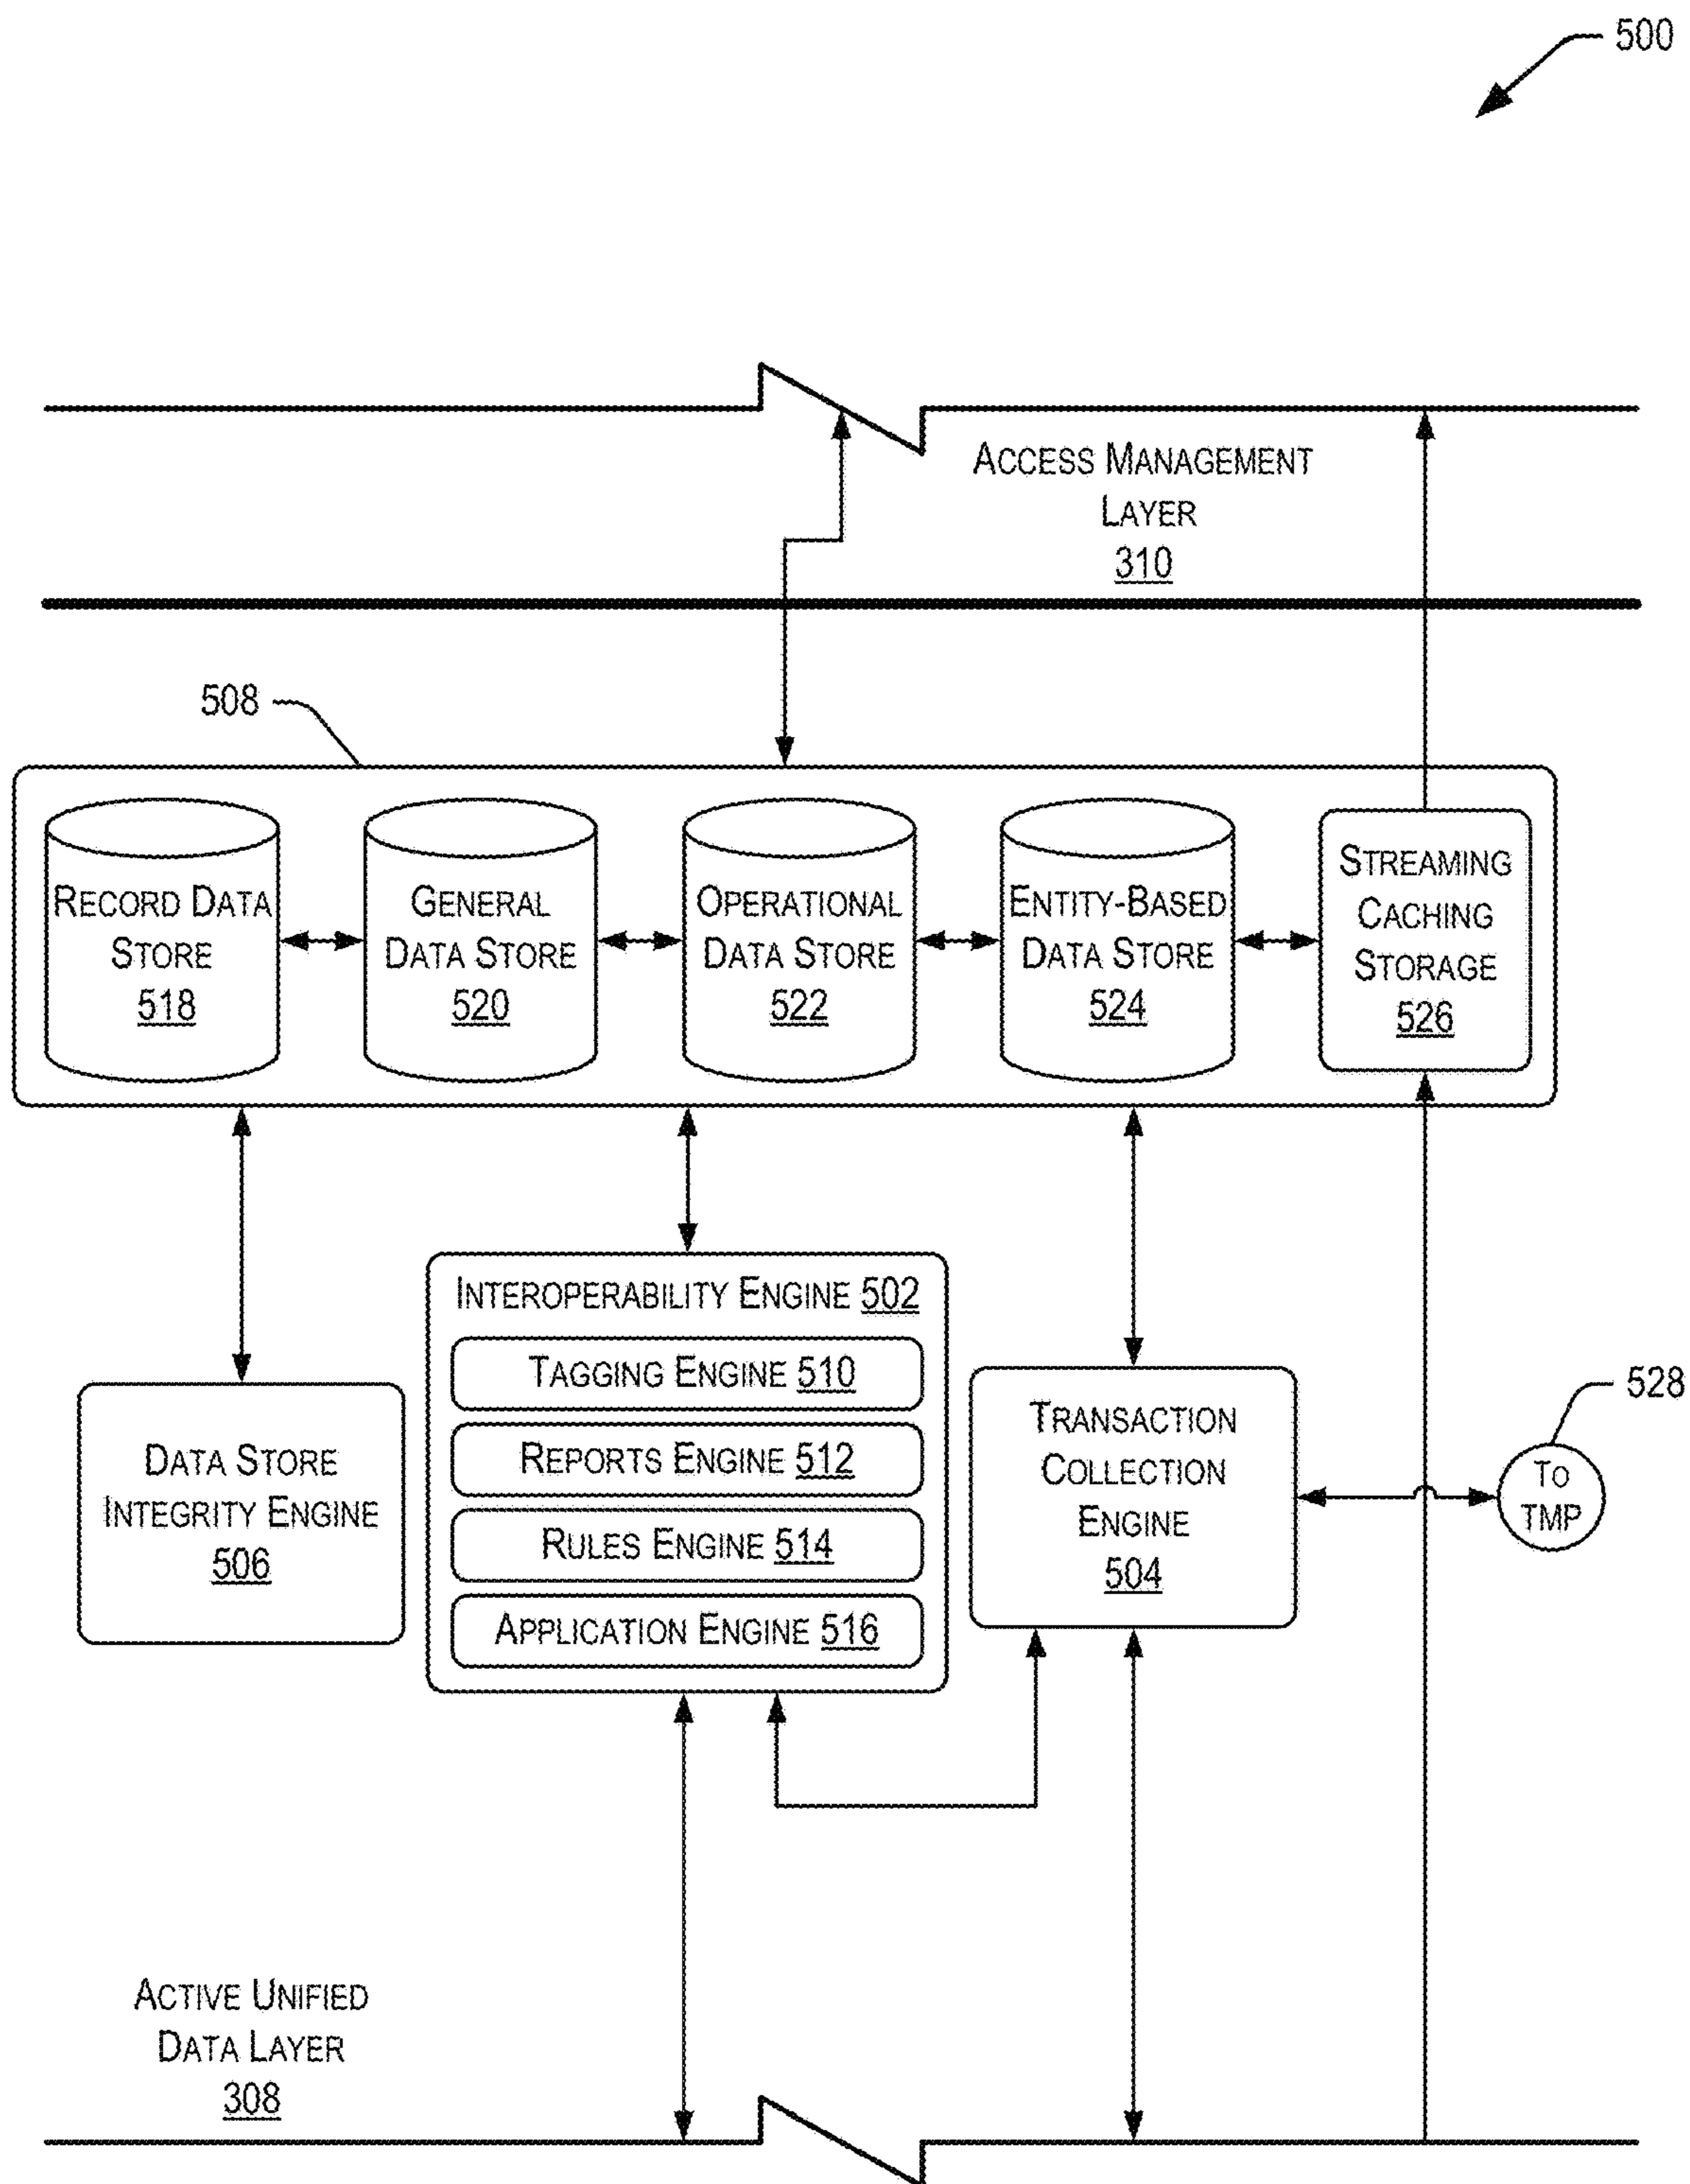 500
ACCESS MANAGEMENT
LAYER
310
508
RECORD DATA
STORE
518
GENERAL
DATA STORE
520
OPERATIONAL
DATA STORE
522
ENTITY-BASED
DATA STORE
524
STREAMING
CACHING
STORAGE
526
INTEROPERABILITY ENGINE 502
TAGGING ENGINE 510
REPORTS ENGINE 512
RULES ENGINE 514
APPLICATION ENGINE 516
DATA STORE
INTEGRITY ENGINE
506
TRANSACTION
COLLECTION
ENGINE
504
528
TO
TMP
ACTIVE UNIFIED
DATA LAYER
308